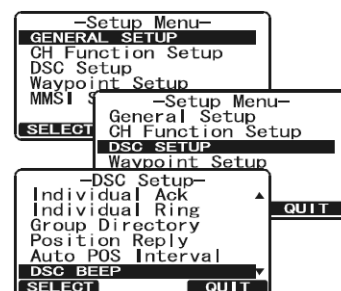 —Setup Menu—
GENERAL SETUP
CH Function Setup
DSC Setup
Waypoint Setup
MMSI
SELECT
—Setup Menu—
General Setup
CH Function Setup
DSC SETUP
Waypoint Setup
QUIT
—DSC Setup—
Individual Ack
Individual Ring
Group Directory
Position Reply
Auto POS Interval
DSC BEEP
SELECT QUIT